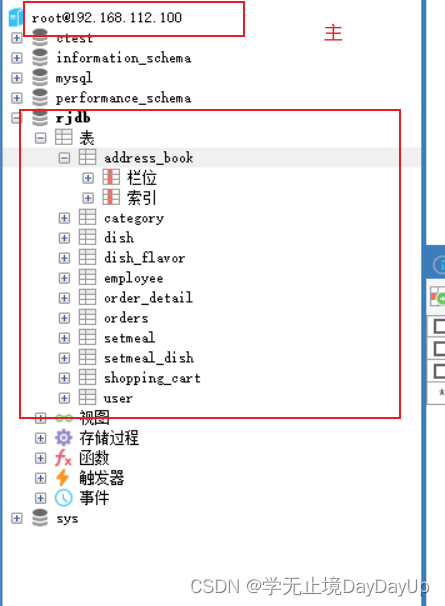 root@192.168.112.100
主
ctest
information_schema
mysql
performance_schema
rjdb
表
address_book
栏位
索引
category
dish
dish_flavor
employee
order_detail
orders
setmeal
setmeal_dish
shopping_cart
user
视图
存储过程
函数
触发器
事件
sys
CSDN @学无止境DayDayUp